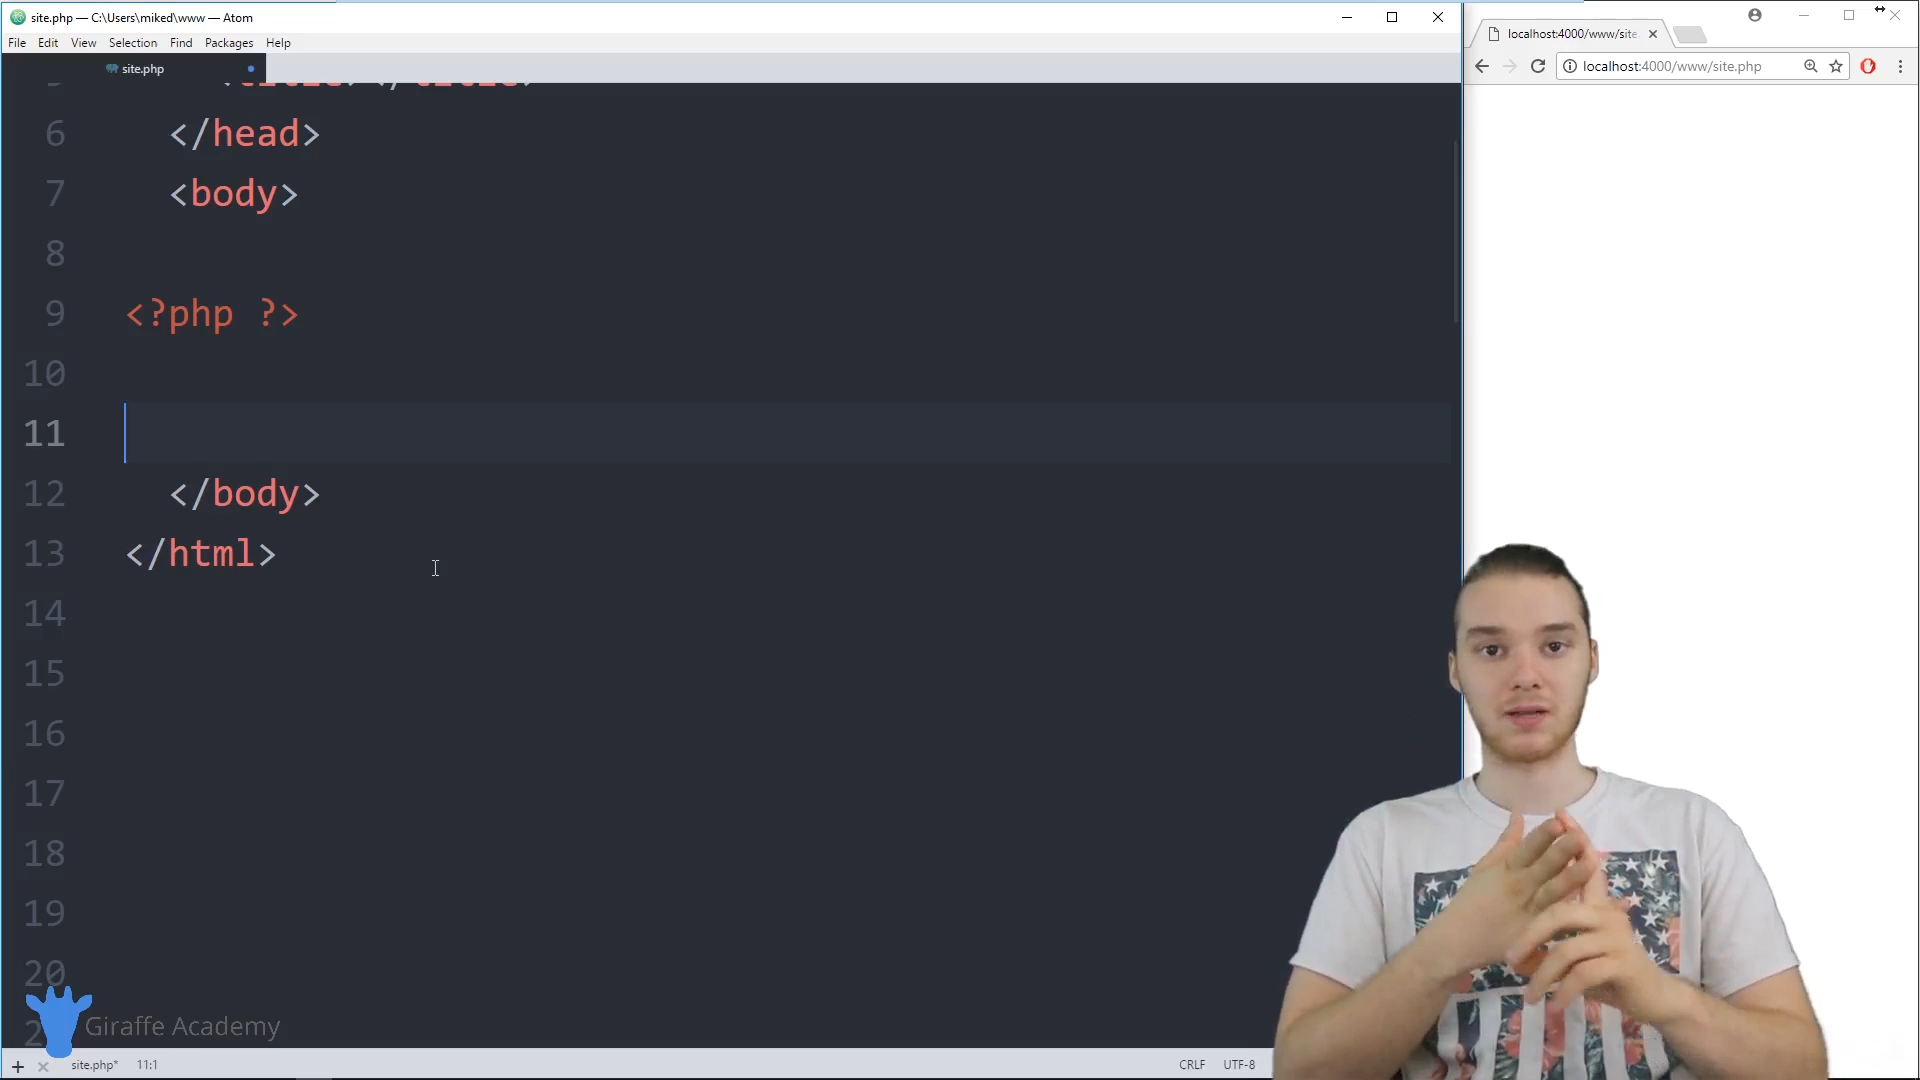 site.php — C:\Users\miked\www — Atom
File Edit View Selection Find Packages Help
site.php
localhost:4000/www/site
localhost:4000/www/site.php
6 </head>
7 <body>
8
9 <?php ?>
10
11
12 </body>
13 </html>
14
15
16
17
18
19
20
Giraffe Academy
site.php* 11:1 CRLF UTF-8